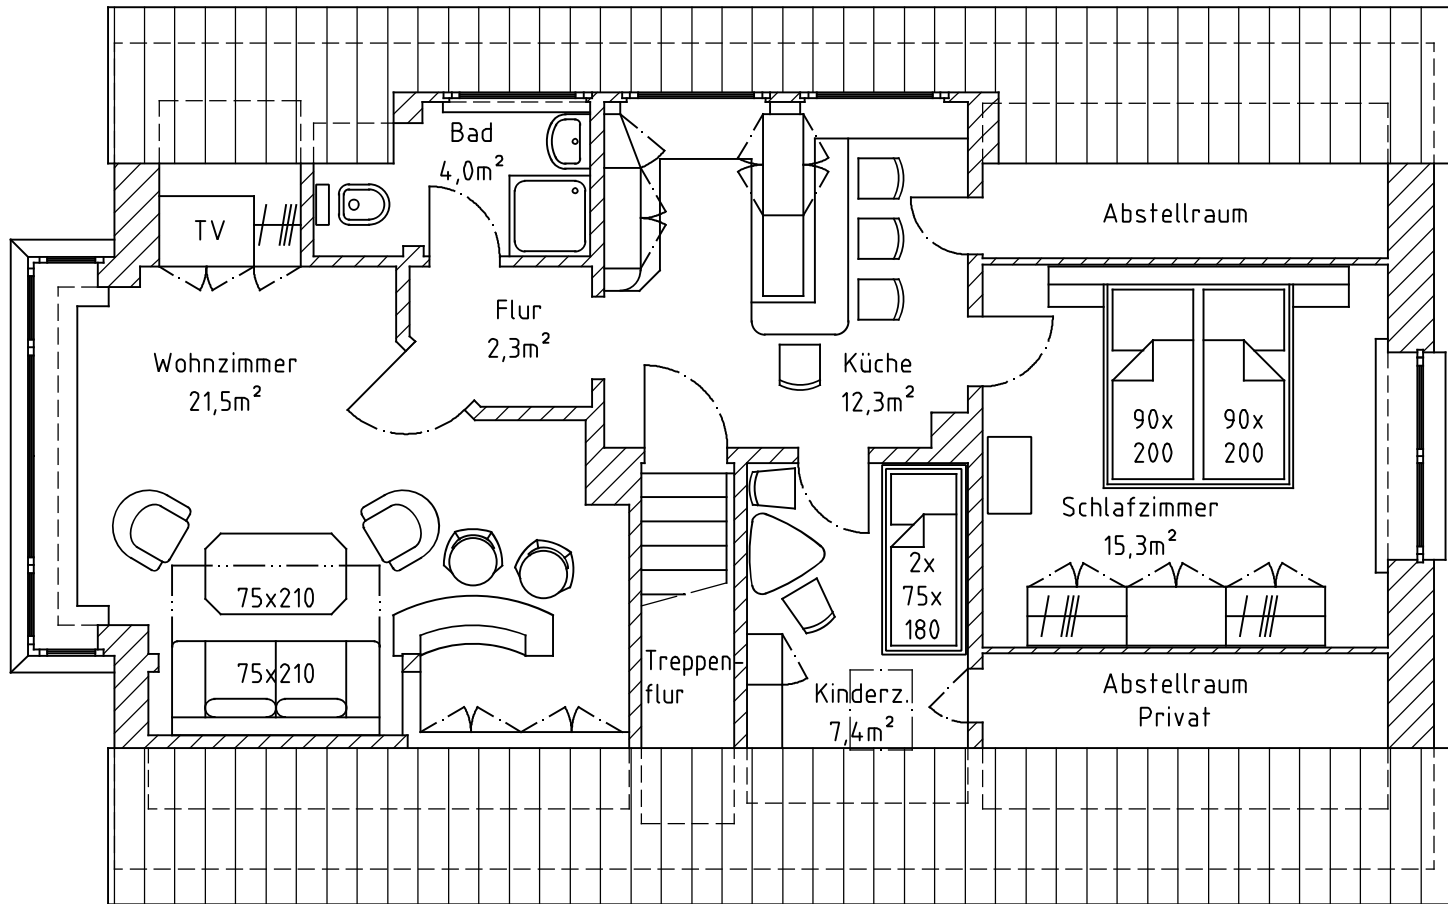 Bad
4,0m²
TV
Abstellraum
Flur
2,3m²
Wohnzimmer
21,5m²
Küche
12,3m²
90x
200
90x
200
Schlafzimmer
15,3m²
2x
75x
180
75x210
75x210
Treppen-
flur
Kinderz.
7,4m²
Abstellraum
Privat